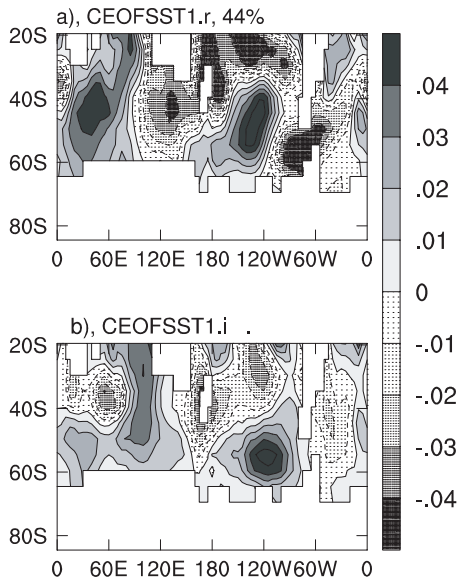 a), CEOFSST1.r, 44%
20S
40S
60S
80S
0 60E 120E 180 120W 60W 0
b), CEOFSST1.i .
20S
40S
60S
80S
0 60E 120E 180 120W 60W 0
.04
.03
.02
.01
0
-.01
-.02
-.03
-.04